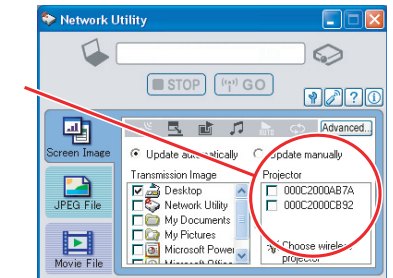 Network Utility
STOP
GO
?
Advanced...
Screen Image
Update automatically
Update manually
JPEG File
Movie File
Transmission Image
Desktop
Network Utility
My Documents
My Pictures
Microsoft Power
Projector
000C2000AB7A
000C2000CB92
Choose wireless
projector